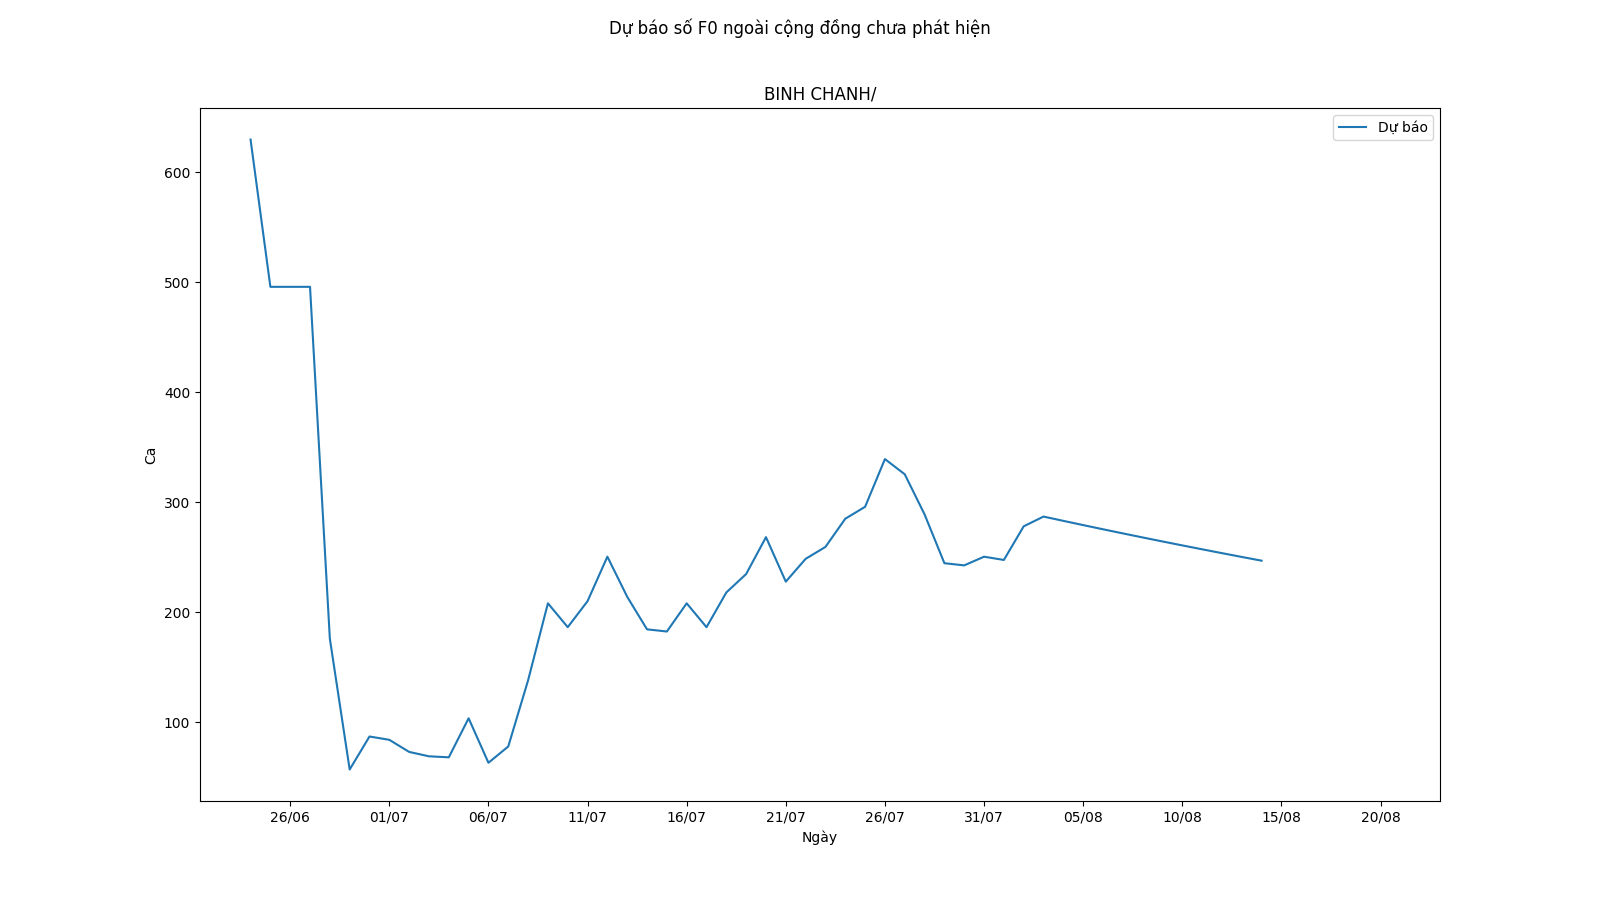 Dự báo số F0 ngoài cộng đồng chưa phát hiện
BINH CHANH/
Dự báo
600
500
400
300
200
100
Ca
26/06 01/07 06/07 11/07 16/07 21/07 26/07 31/07 05/08 10/08 15/08 20/08
Ngày